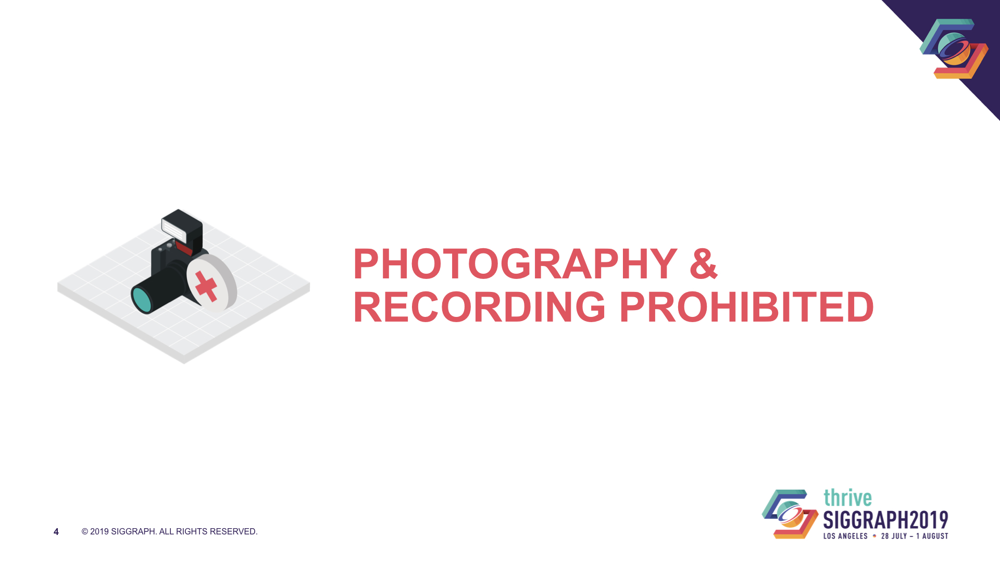 PHOTOGRAPHY &
RECORDING PROHIBITED
4 © 2019 SIGGRAPH. ALL RIGHTS RESERVED.
thrive
SIGGRAPH2019
LOS ANGELES • 28 JULY – 1 AUGUST